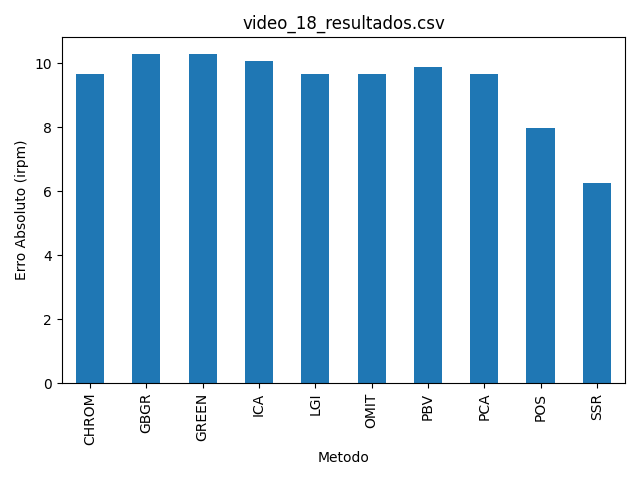 video_18_resultados.csv
Erro Absoluto (irpm)
10
8
6
4
2
0
CHROM
GBGR
GREEN
ICA
LGI
OMIT
PBV
PCA
POS
SSR
Metodo